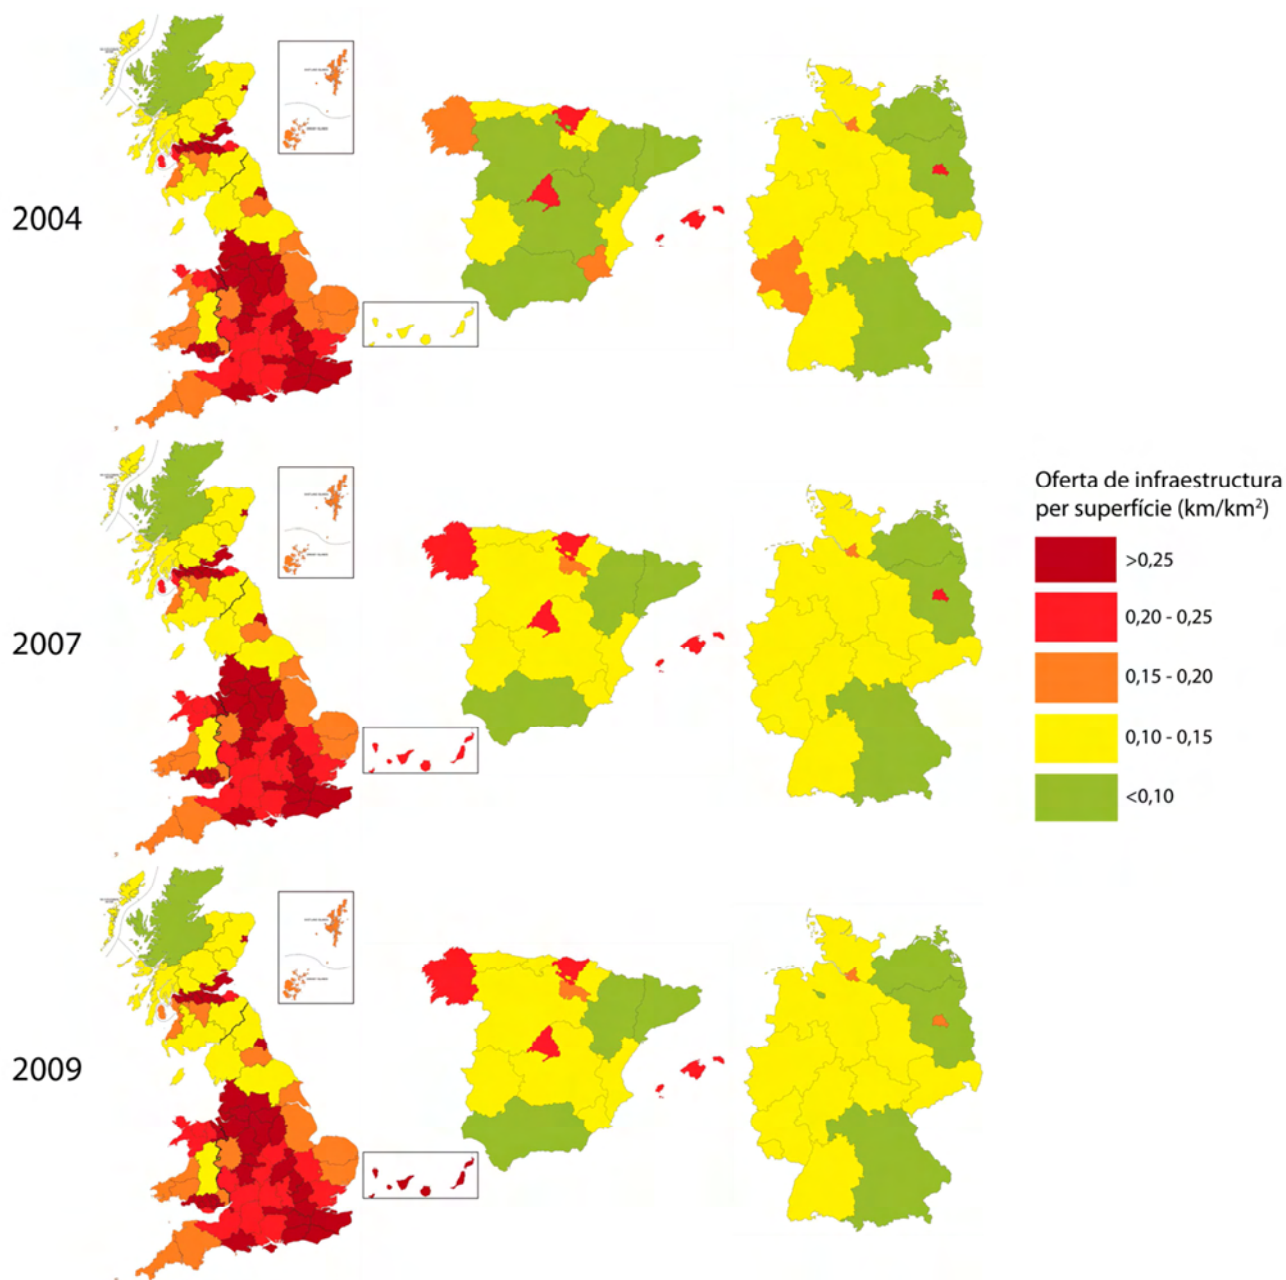 2004
2007
Oferta de infraestructura
per superfície (km/km²)
>0,25
0,20 - 0,25
0,15 - 0,20
0,10 - 0,15
<0,10
2009